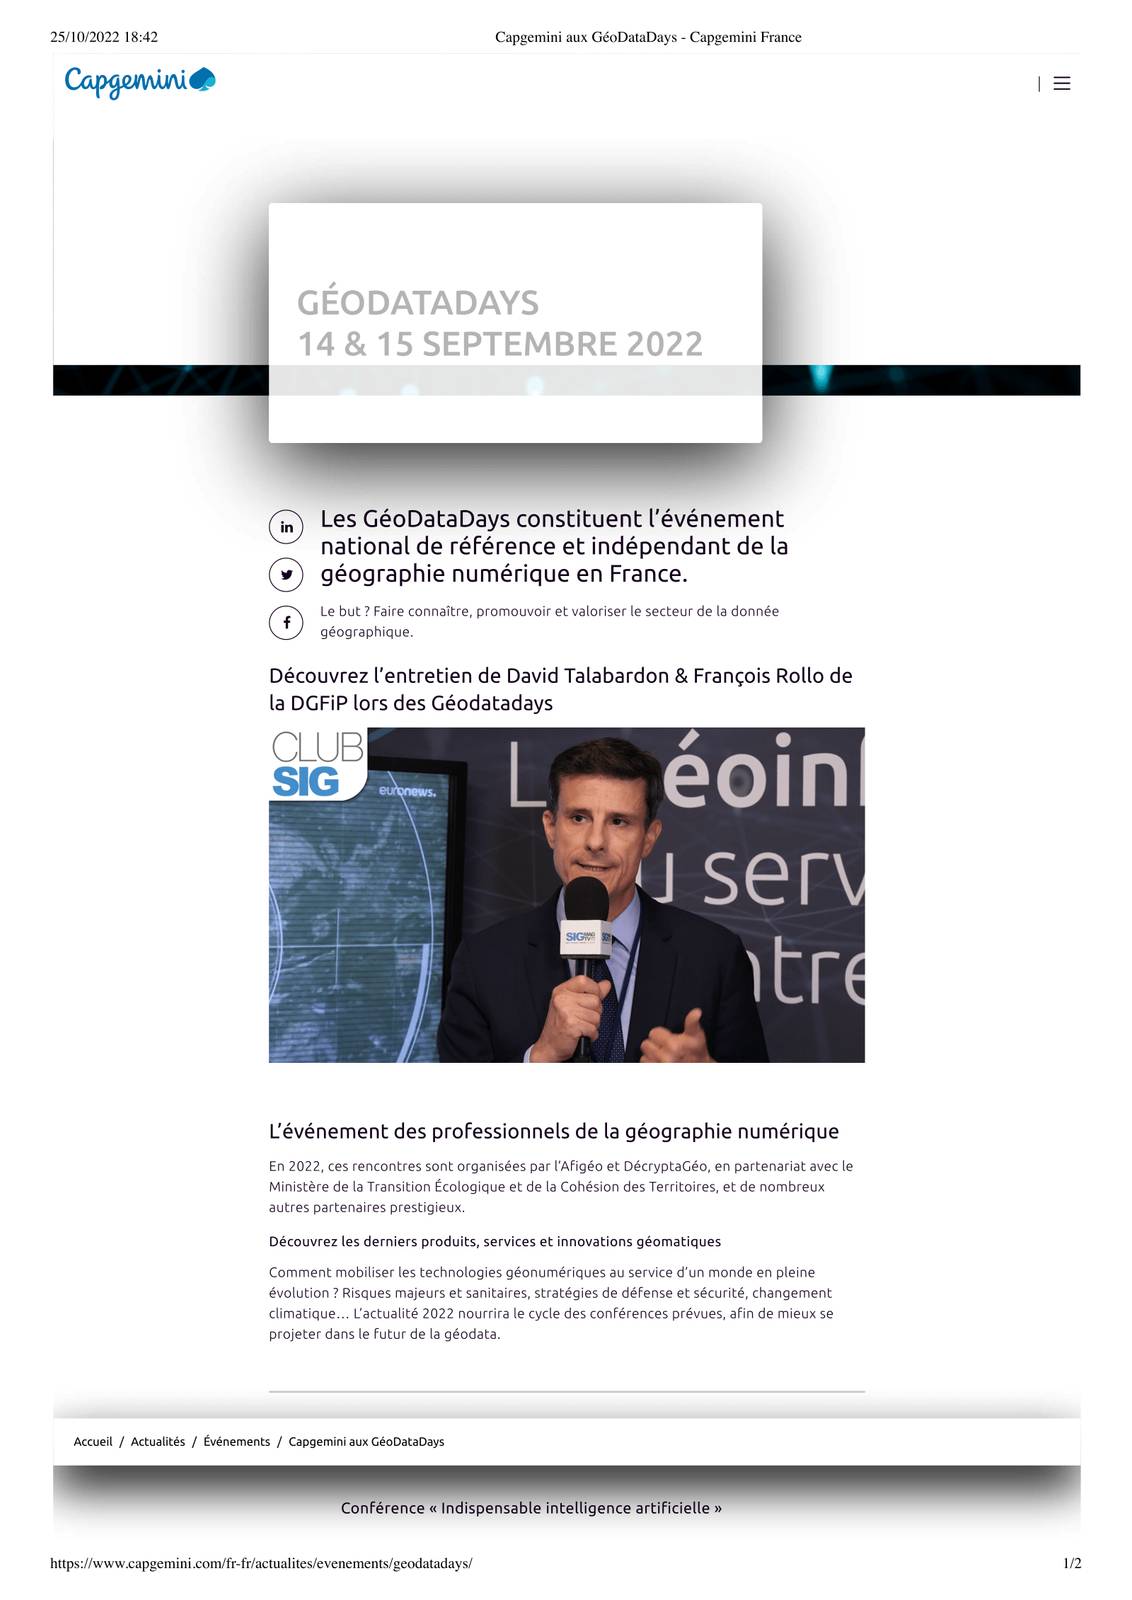 25/10/2022 18:42
Capgemini aux GéoDataDays - Capgemini France
Capgemini
GÉODATADAYS
14 & 15 SEPTEMBRE 2022
Les GéoDataDays constituent l’événement
national de référence et indépendant de la
géographie numérique en France.
Le but ? Faire connaître, promouvoir et valoriser le secteur de la donnée
géographique.
Découvrez l’entretien de David Talabardon & François Rollo de
la DGFiP lors des Géodatadays
CLUB
SIG
euronews.
L éoin
u serv
ntre
SIG MAG
TV
L’événement des professionnels de la géographie numérique
En 2022, ces rencontres sont organisées par l’Afigéo et DécryptaGéo, en partenariat avec le
Ministère de la Transition Écologique et de la Cohésion des Territoires, et de nombreux
autres partenaires prestigieux.
Découvrez les derniers produits, services et innovations géomatiques
Comment mobiliser les technologies géonumériques au service d’un monde en pleine
évolution ? Risques majeurs et sanitaires, stratégies de défense et sécurité, changement
climatique… L’actualité 2022 nourrira le cycle des conférences prévues, afin de mieux se
projeter dans le futur de la géodata.
Accueil / Actualités / Événements / Capgemini aux GéoDataDays
Conférence « Indispensable intelligence artificielle »
https://www.capgemini.com/fr-fr/actualites/evenements/geodatadays/
1/2